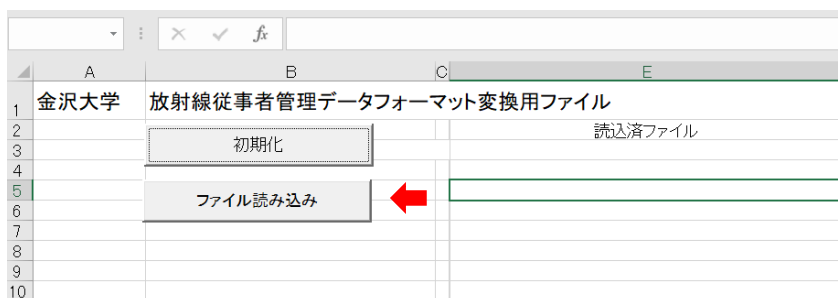 fx
A B C E
1 金沢大学 放射線従事者管理データフォーマット変換用ファイル
2 読込済ファイル
3 初期化
4
5
ファイル読み込み
6
7
8
9
10